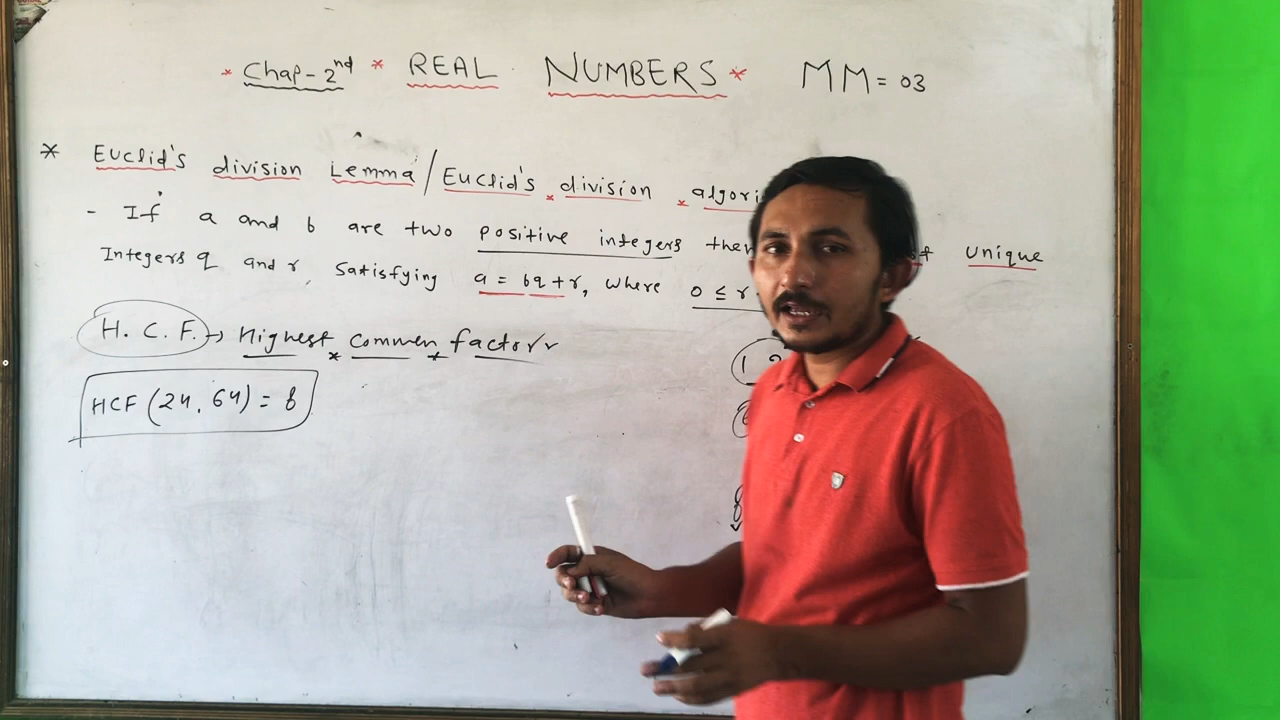 * Chap-2nd * REAL NUMBERS * MM = 03
* Euclid's division Lemma / Euclid's division algori
- If a and b are two positive integers then unique
Integers q and r satisfying a = bq + r, where 0 ≤ r
H. C. F. → Highest commen factor
HCF (24, 64) = 8